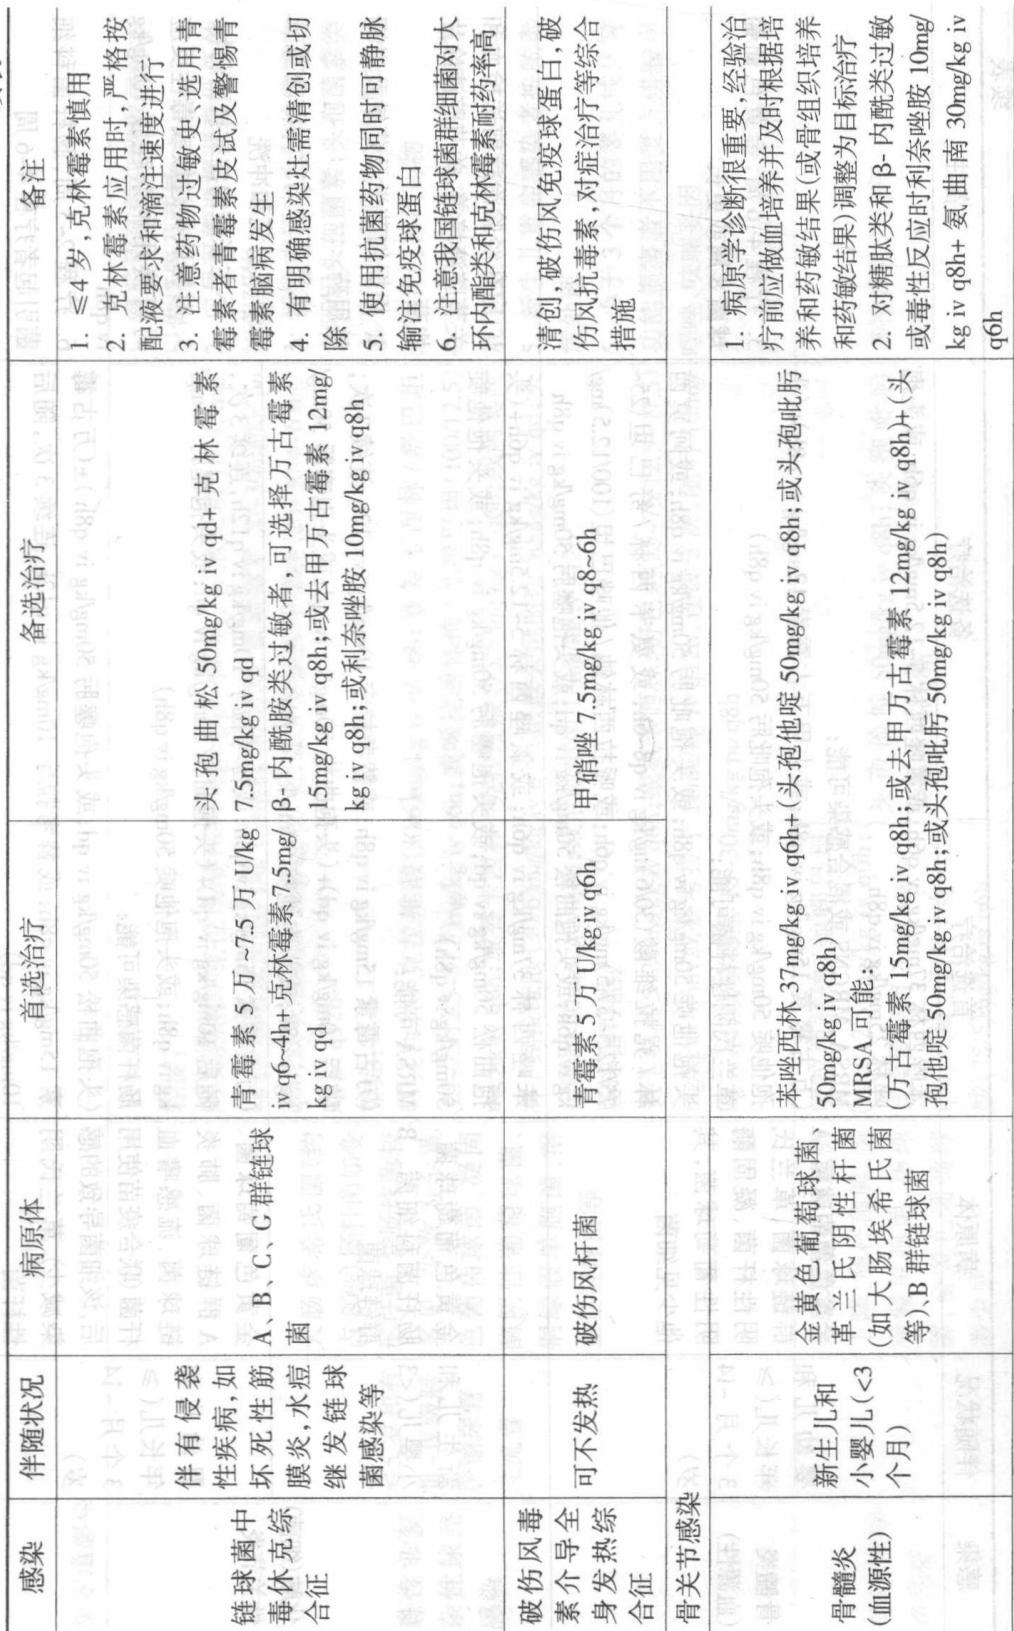 感染
伴随状况
病原体
首选治疗
备选治疗
备注
链球菌中
毒休克综
合征
伴有侵袭
性疾病,如
坏死性筋
膜炎,水痘
继发链球
菌感染等
A、B、C、G 群链球
菌
青霉素 5 万 ~7.5 万 U/kg
iv q6~4h+ 克林霉素 7.5mg/
kg iv qd
头孢曲松 50mg/kg iv qd+ 克林霉素
7.5mg/kg iv qd
β- 内酰胺类过敏者,可选择万古霉素
15mg/kg iv q8h;或去甲万古霉素 12mg/
kg iv q8h;或利奈唑胺 10mg/kg iv q8h
1. ≤4 岁,克林霉素慎用
2. 克林霉素应用时,严格按
配液要求和滴注速度进行
3. 注意药物过敏史、选用青
霉素者青霉素皮试及警惕青
霉素脑病发生
4. 有明确感染灶需清创或切
除
5. 使用抗菌药物同时可静脉
输注免疫球蛋白
6. 注意我国链球菌群细菌对大
环内酯类和克林霉素耐药率高
破伤风毒
素介导全
身发热综
合征
可不发热
破伤风杆菌
青霉素 5 万 U/kg iv q6h
甲硝唑 7.5mg/kg iv q8~6h
清创,破伤风免疫球蛋白,破
伤风抗毒素,对症治疗等综合
措施
骨关节感染
骨髓炎
(血源性)
新生儿和
小婴儿(<3
个月)
金黄色葡萄球菌、
革兰氏阴性杆菌
(如大肠埃希氏菌
等)、B 群链球菌
苯唑西林 37mg/kg iv q6h+(头孢他啶 50mg/kg iv q8h;或头孢吡肟
50mg/kg iv q8h)
MRSA 可能:
(万古霉素 15mg/kg iv q8h;或去甲万古霉素 12mg/kg iv q8h)+(头
孢他啶 50mg/kg iv q8h;或头孢吡肟 50mg/kg iv q8h)
1. 病原学诊断很重要,经验治
疗前应做血培养并及时根据培
养和药敏结果(或骨组织培养
和药敏结果)调整为目标治疗
2. 对糖肽类和 β- 内酰类过敏
或毒性反应时利奈唑胺 10mg/
kg iv q8h+ 氨曲南 30mg/kg iv
q6h